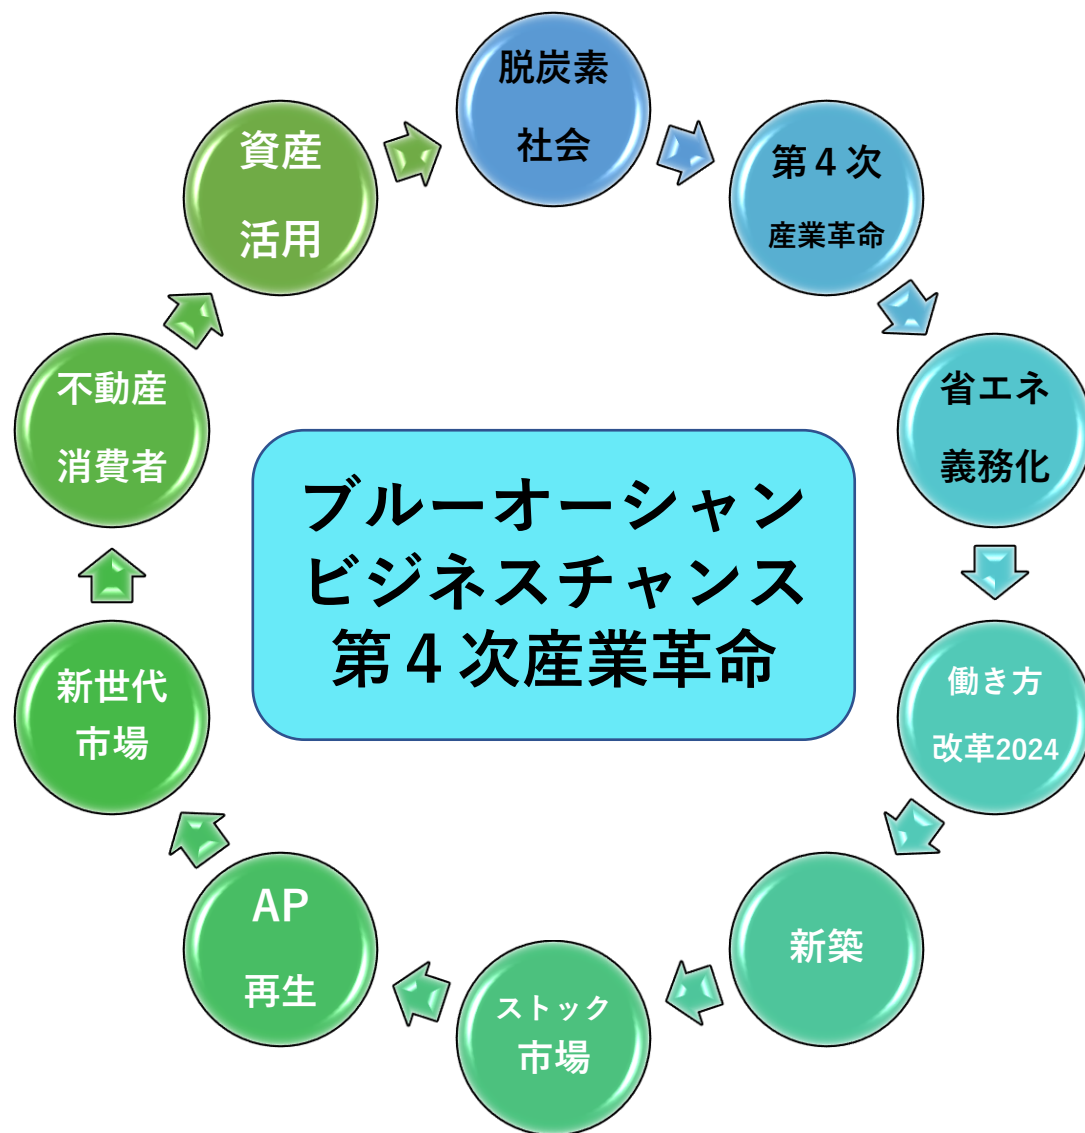 脱炭素
社会
第４次
産業革命
省エネ
義務化
働き方
改革2024
新築
ストック
市場
AP
再生
新世代
市場
不動産
消費者
資産
活用
ブルーオーシャン
ビジネスチャンス
第４次産業革命